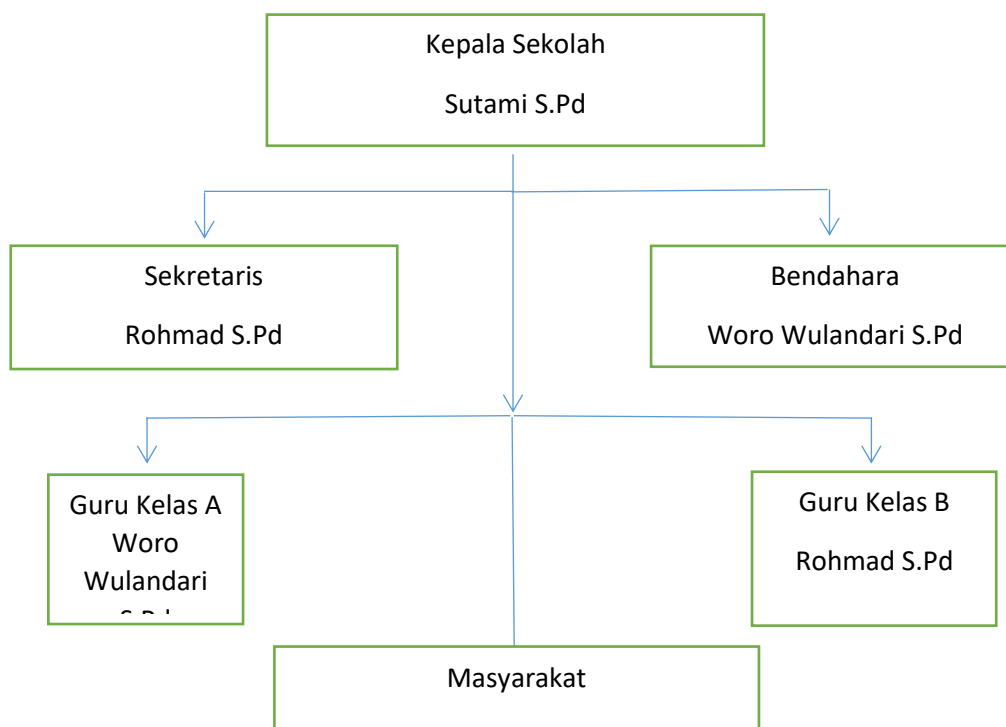 Kepala Sekolah
Sutami S.Pd
Sekretaris
Rohmad S.Pd
Bendahara
Woro Wulandari S.Pd
Guru Kelas A
Woro
Wulandari
Guru Kelas B
Rohmad S.Pd
Masyarakat